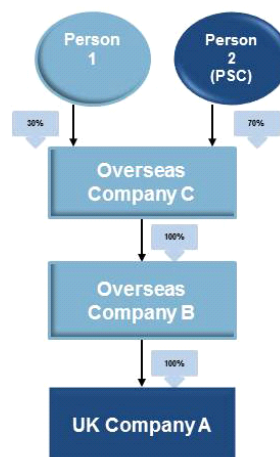 Person
1
Person
2
(PSC)
30%
70%
Overseas
Company C
100%
Overseas
Company B
100%
UK Company A